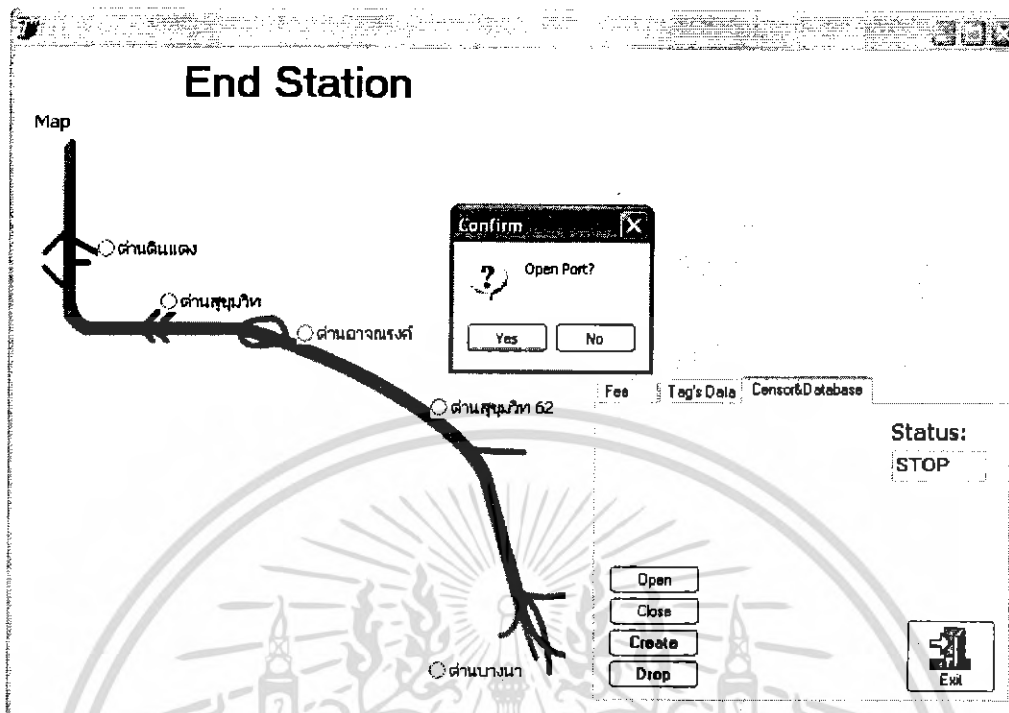 End Station
Map
ด่านดินแดง
ด่านสุขุมวิท
ด่านอาจณรงค์
ด่านสุขุมวิท 62
ด่านบางนา
Confirm
Open Port?
Yes
No
Fee
Tag's Data
Censor&Database
Status:
STOP
Open
Close
Create
Drop
Exit